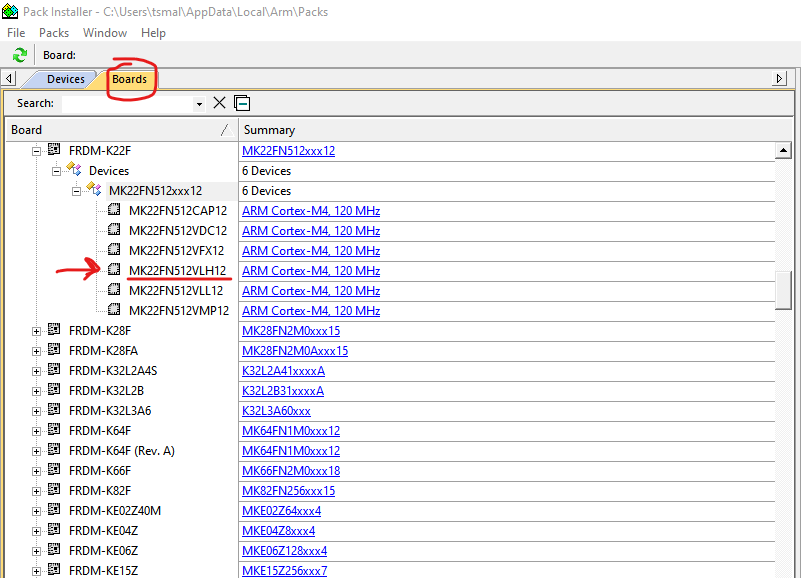 Pack Installer - C:\Users\tsmal\AppData\Local\Arm\Packs
File Packs Window Help
Board:
Devices Boards
Search:
Board Summary
FRDM-K22F MK22FN512xxx12
Devices 6 Devices
MK22FN512xxx12 6 Devices
MK22FN512CAP12 ARM Cortex-M4, 120 MHz
MK22FN512VDC12 ARM Cortex-M4, 120 MHz
MK22FN512VFX12 ARM Cortex-M4, 120 MHz
MK22FN512VLH12 ARM Cortex-M4, 120 MHz
MK22FN512VLL12 ARM Cortex-M4, 120 MHz
MK22FN512VMP12 ARM Cortex-M4, 120 MHz
FRDM-K28F MK28FN2M0xxx15
FRDM-K28FA MK28FN2M0Axxx15
FRDM-K32L2A4S K32L2A41xxxxA
FRDM-K32L2B K32L2B31xxxxA
FRDM-K32L3A6 K32L3A60xxx
FRDM-K64F MK64FN1M0xxx12
FRDM-K64F (Rev. A) MK64FN1M0xxx12
FRDM-K66F MK66FN2M0xxx18
FRDM-K82F MK82FN256xxx15
FRDM-KE02Z40M MKE02Z64xxx4
FRDM-KE04Z MKE04Z8xxx4
FRDM-KE06Z MKE06Z128xxx4
FRDM-KE15Z MKE15Z256xxx7